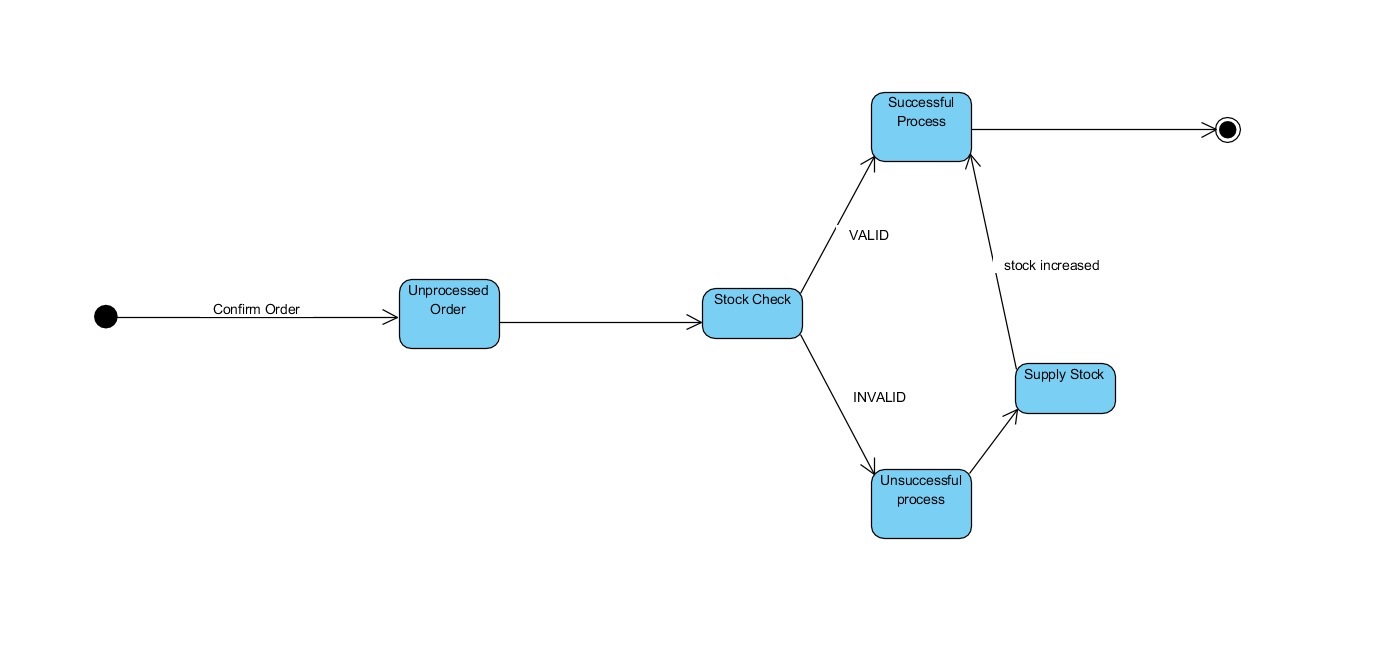 Successful
Process
VALID
stock increased
Confirm Order
Unprocessed
Order
Stock Check
INVALID
Supply Stock
Unsuccessful
process